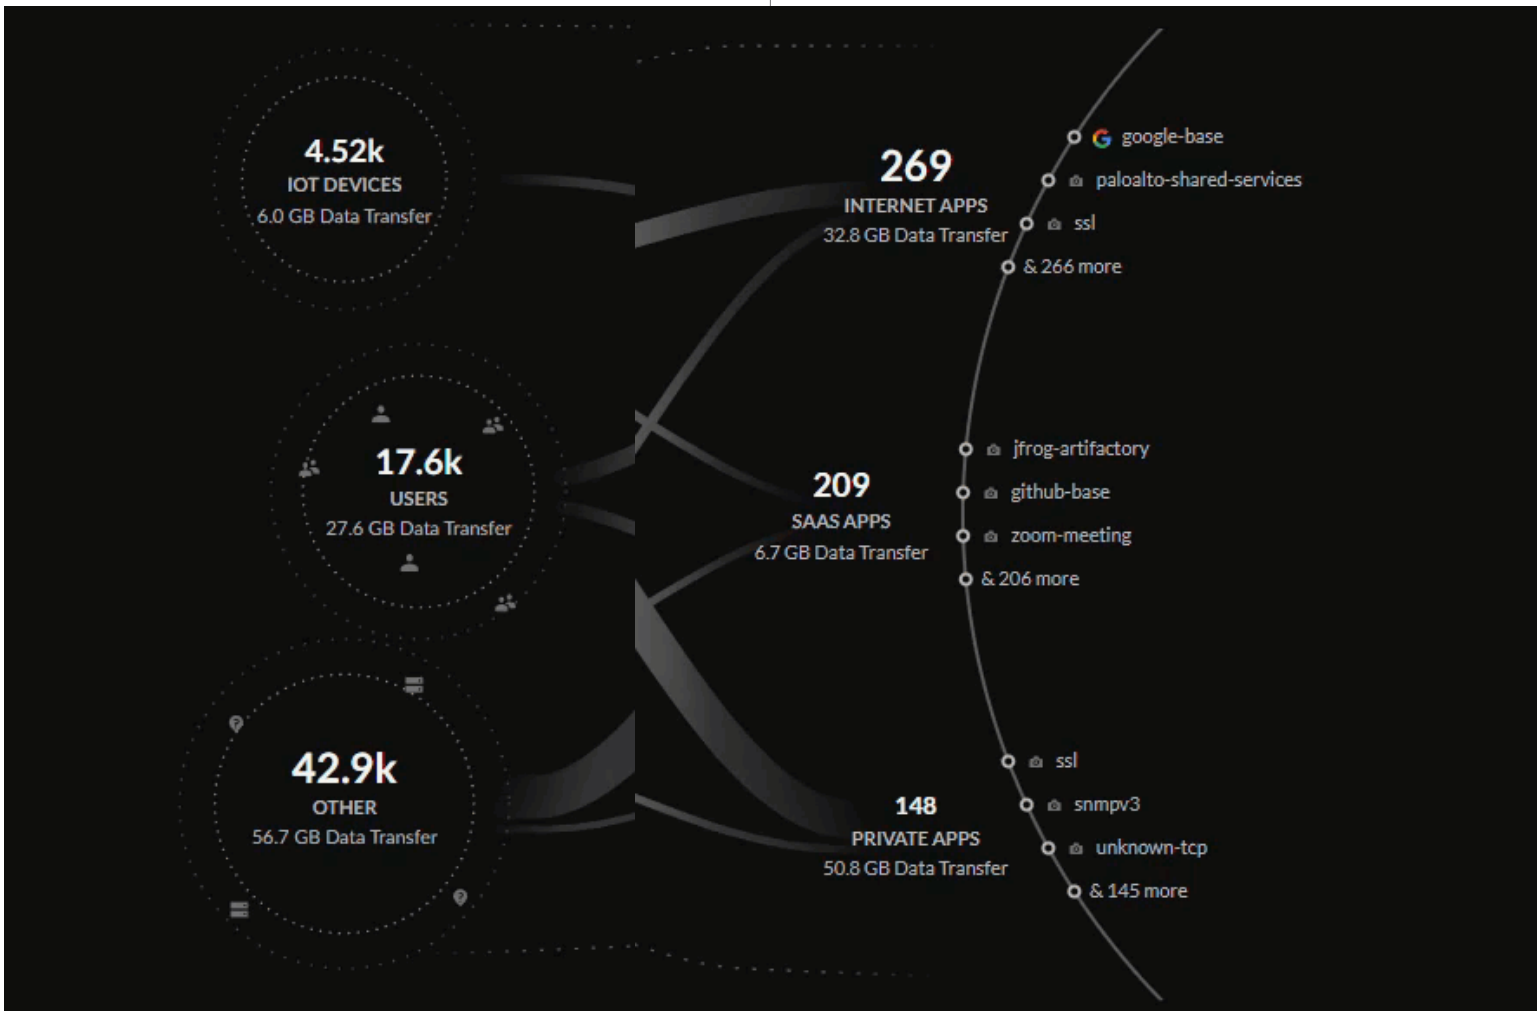 4.52k
IOT DEVICES
6.0 GB Data Transfer
17.6k
USERS
27.6 GB Data Transfer
42.9k
OTHER
56.7 GB Data Transfer
269
INTERNET APPS
32.8 GB Data Transfer
google-base
paloalto-shared-services
ssl
& 266 more
209
SAAS APPS
6.7 GB Data Transfer
jfrog-artifactory
github-base
zoom-meeting
& 206 more
148
PRIVATE APPS
50.8 GB Data Transfer
ssl
snmpv3
unknown-tcp
& 145 more